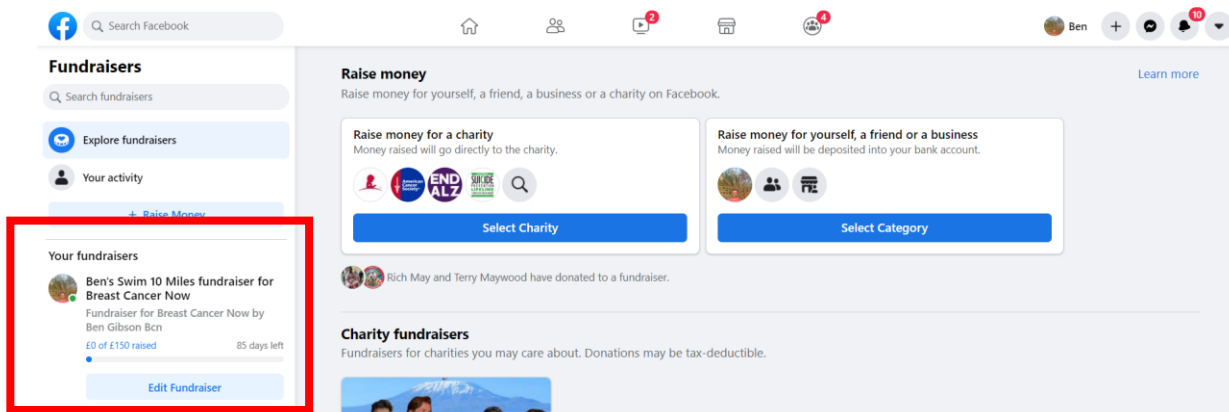 Search Facebook
2
4
Ben
10
Fundraisers
Search fundraisers
Explore fundraisers
Your activity
+ Raise Money
Your fundraisers
Ben's Swim 10 Miles fundraiser for
Breast Cancer Now
Fundraiser for Breast Cancer Now by
Ben Gibson Bcn
£0 of £150 raised 85 days left
Edit Fundraiser
Raise money
Learn more
Raise money for yourself, a friend, a business or a charity on Facebook.
Raise money for a charity
Money raised will go directly to the charity.
American
Cancer
Society
END
ALZ
SUICIDE
PREVENTION
LIFELINE
Select Charity
Raise money for yourself, a friend or a business
Money raised will be deposited into your bank account.
Select Category
Rich May and Terry Maywood have donated to a fundraiser.
Charity fundraisers
Fundraisers for charities you may care about. Donations may be tax-deductible.